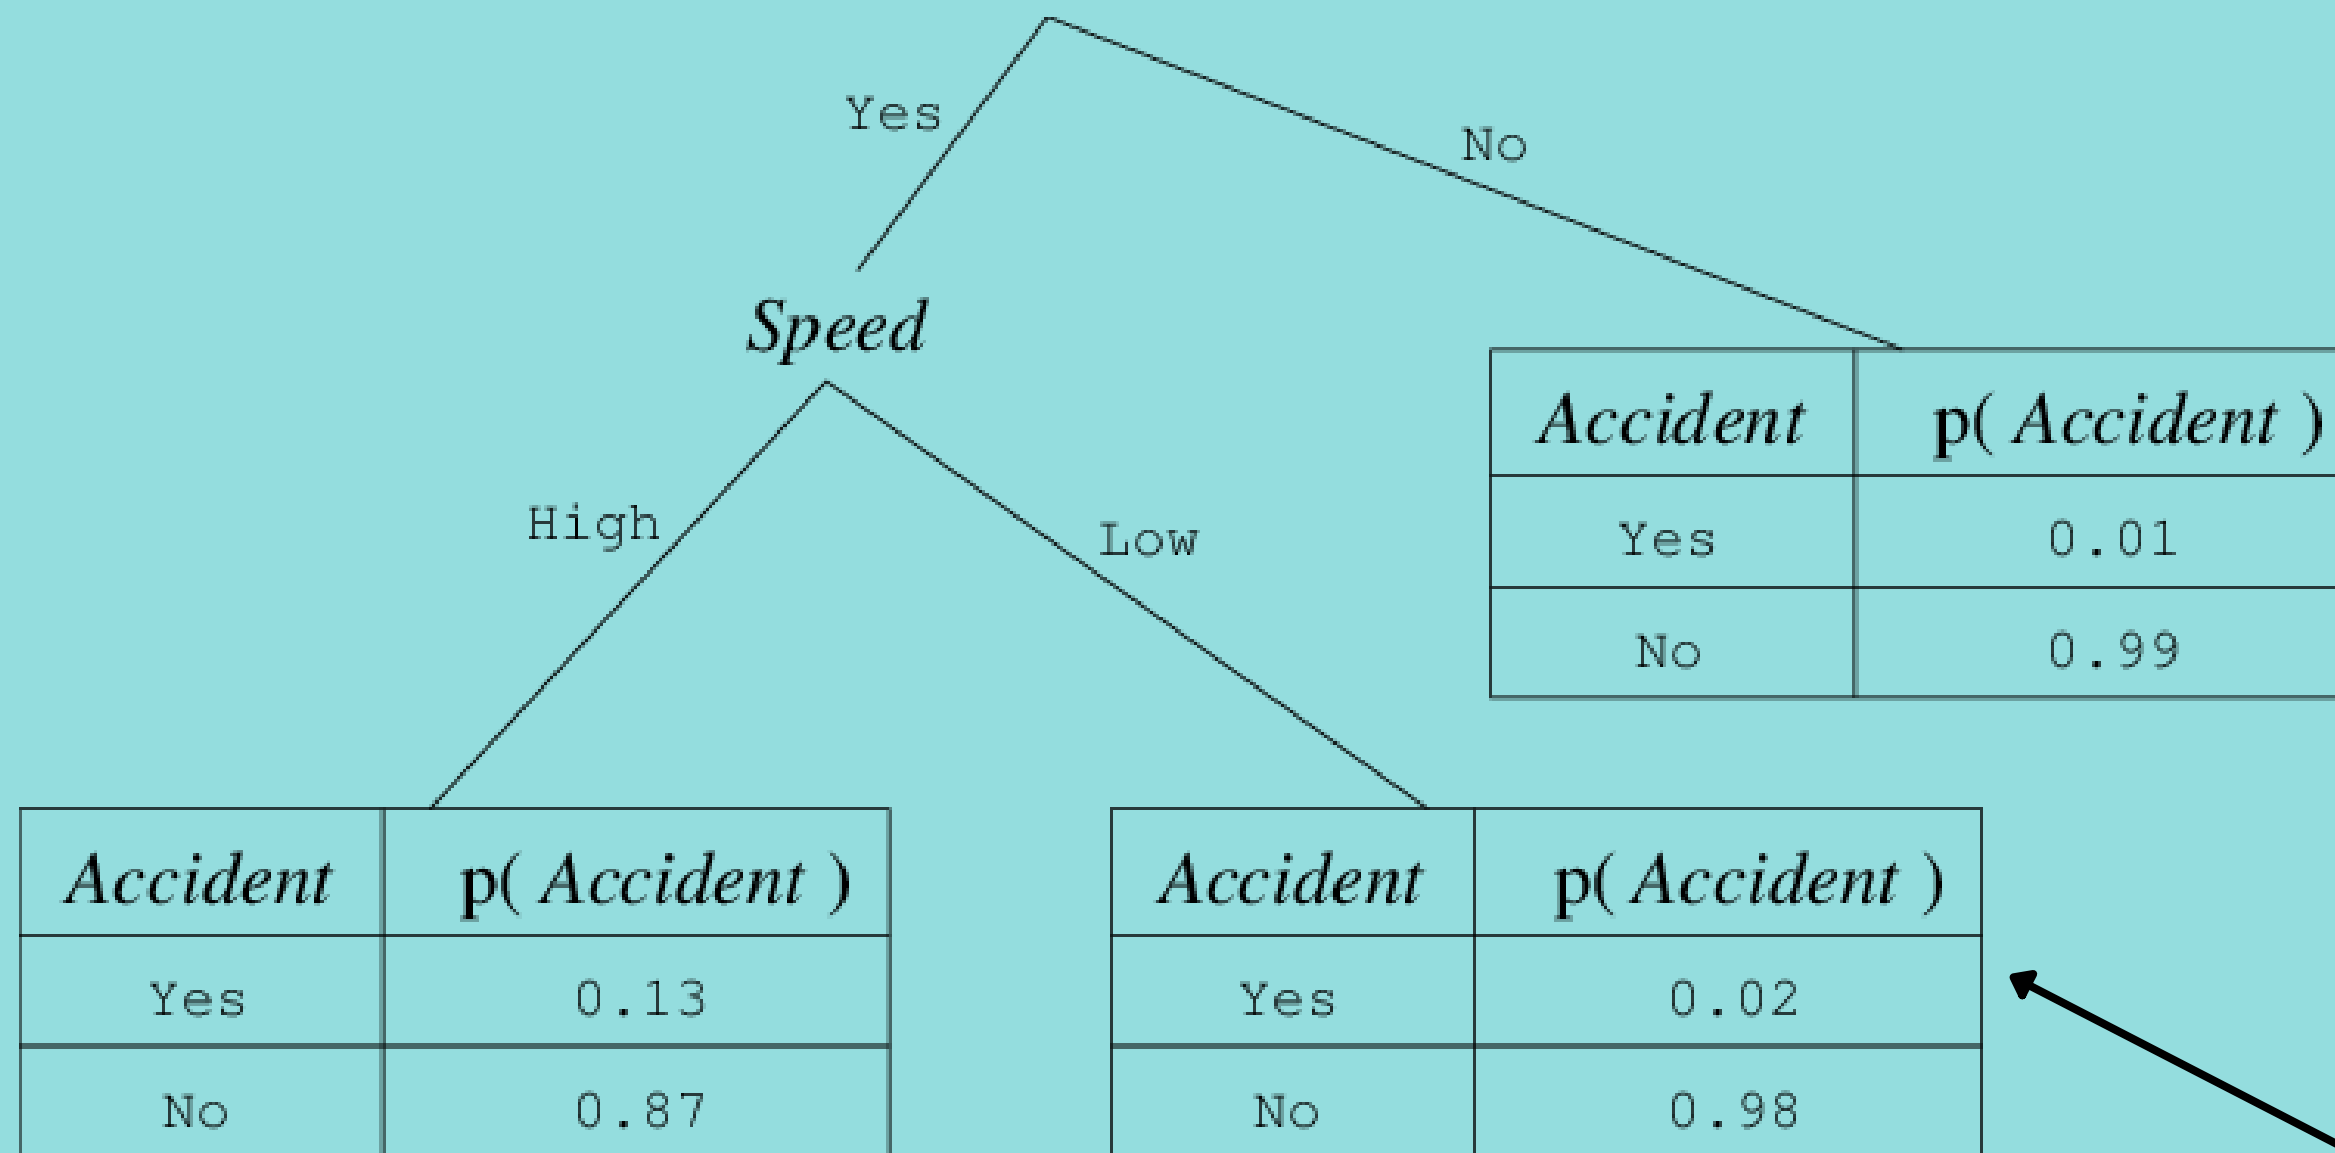 Yes
No
Speed
High
Low
Accident p( Accident )
Yes 0.01
No 0.99
Accident p( Accident )
Yes 0.13
No 0.87
Accident p( Accident )
Yes 0.02
No 0.98